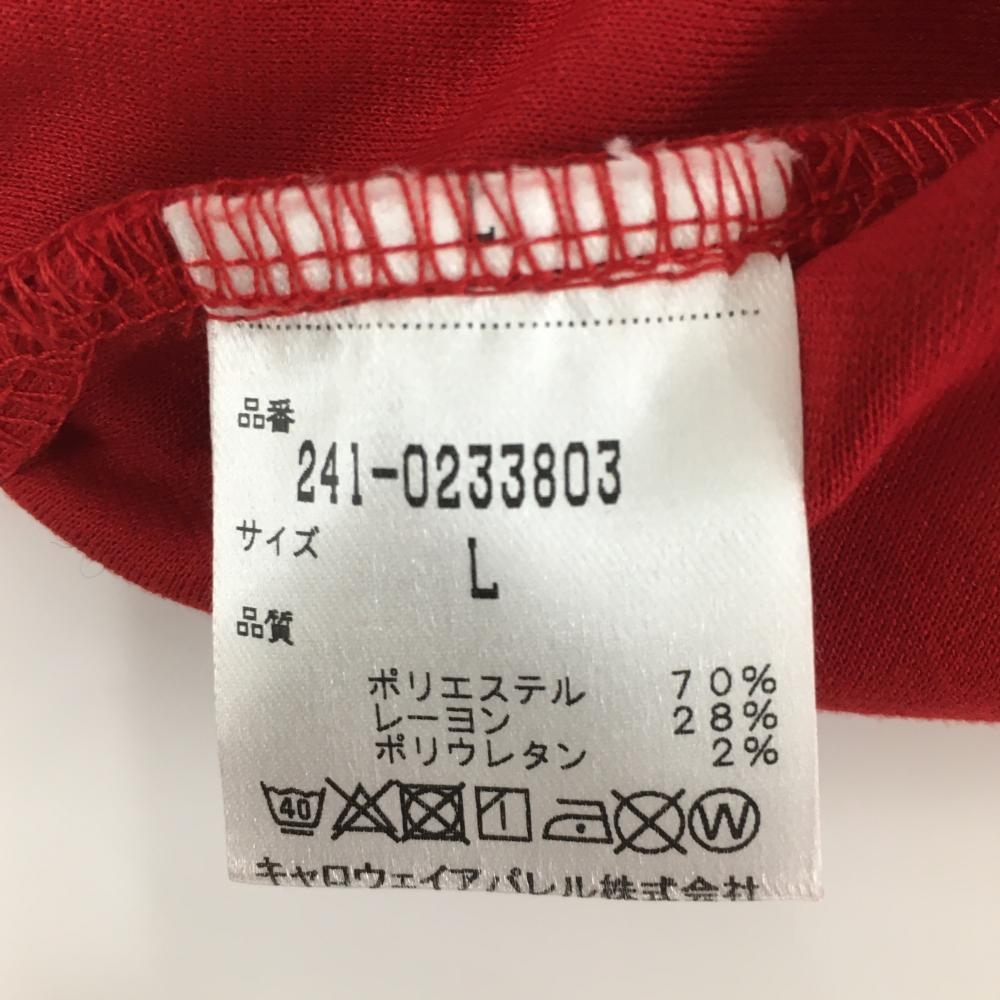 品番
241-0233803
サイズ
L
品質
ポリエステル 70%
レーヨン 28%
ポリウレタン 2%
40 W
キャロウェイアパレル株式会社